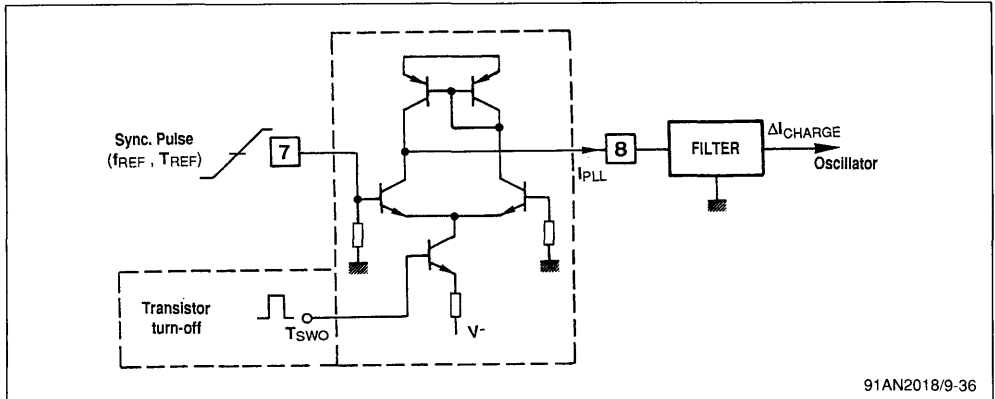 Sync. Pulse
(fREF , TREF)
7
IPLL
8
FILTER
ΔICHARGE
Oscillator
Transistor
turn-off
TSWO
V-
91AN2018/9-36